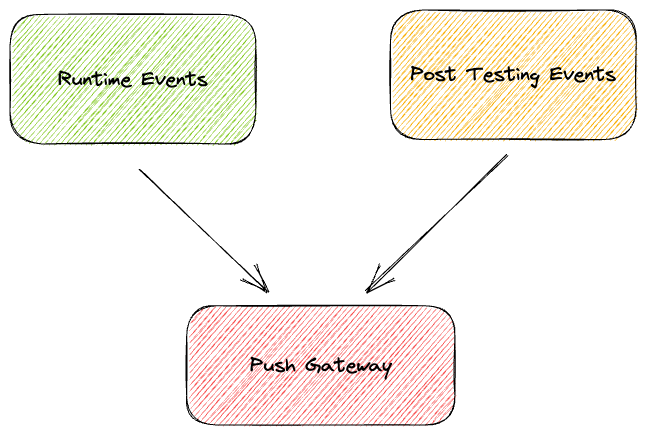 Runtime Events
Post Testing Events
Push Gateway